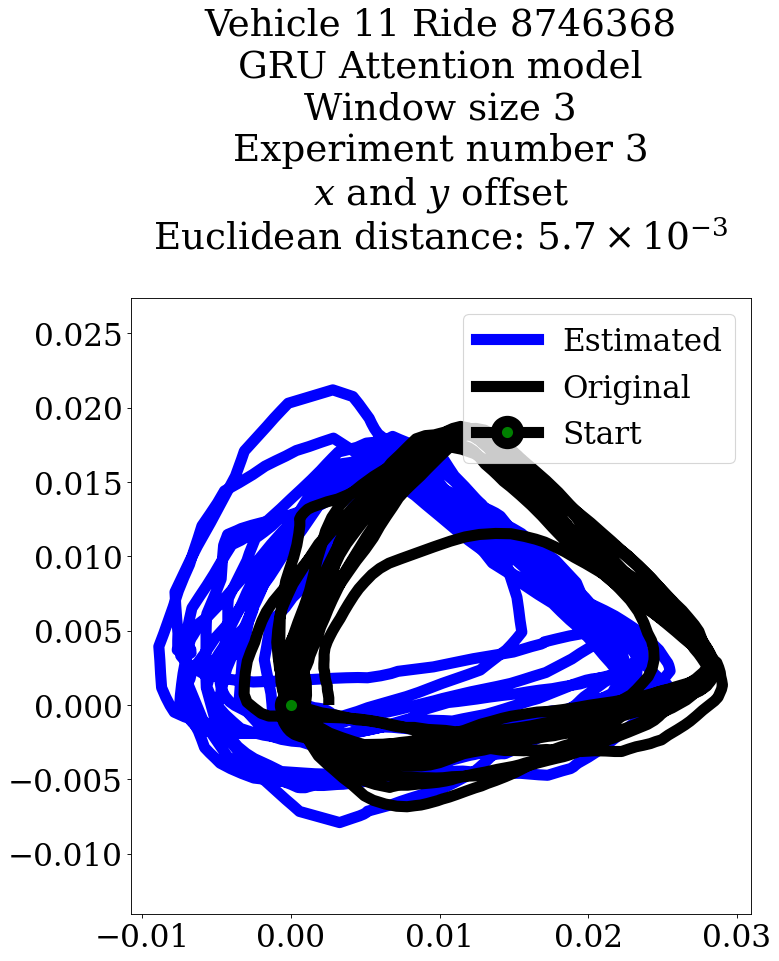 Vehicle 11 Ride 8746368
GRU Attention model
Window size 3
Experiment number 3
x and y offset
Euclidean distance: 5.7 × 10⁻³
Estimated
Original
Start
0.025
0.020
0.015
0.010
0.005
0.000
−0.005
−0.010
−0.01 0.00 0.01 0.02 0.03